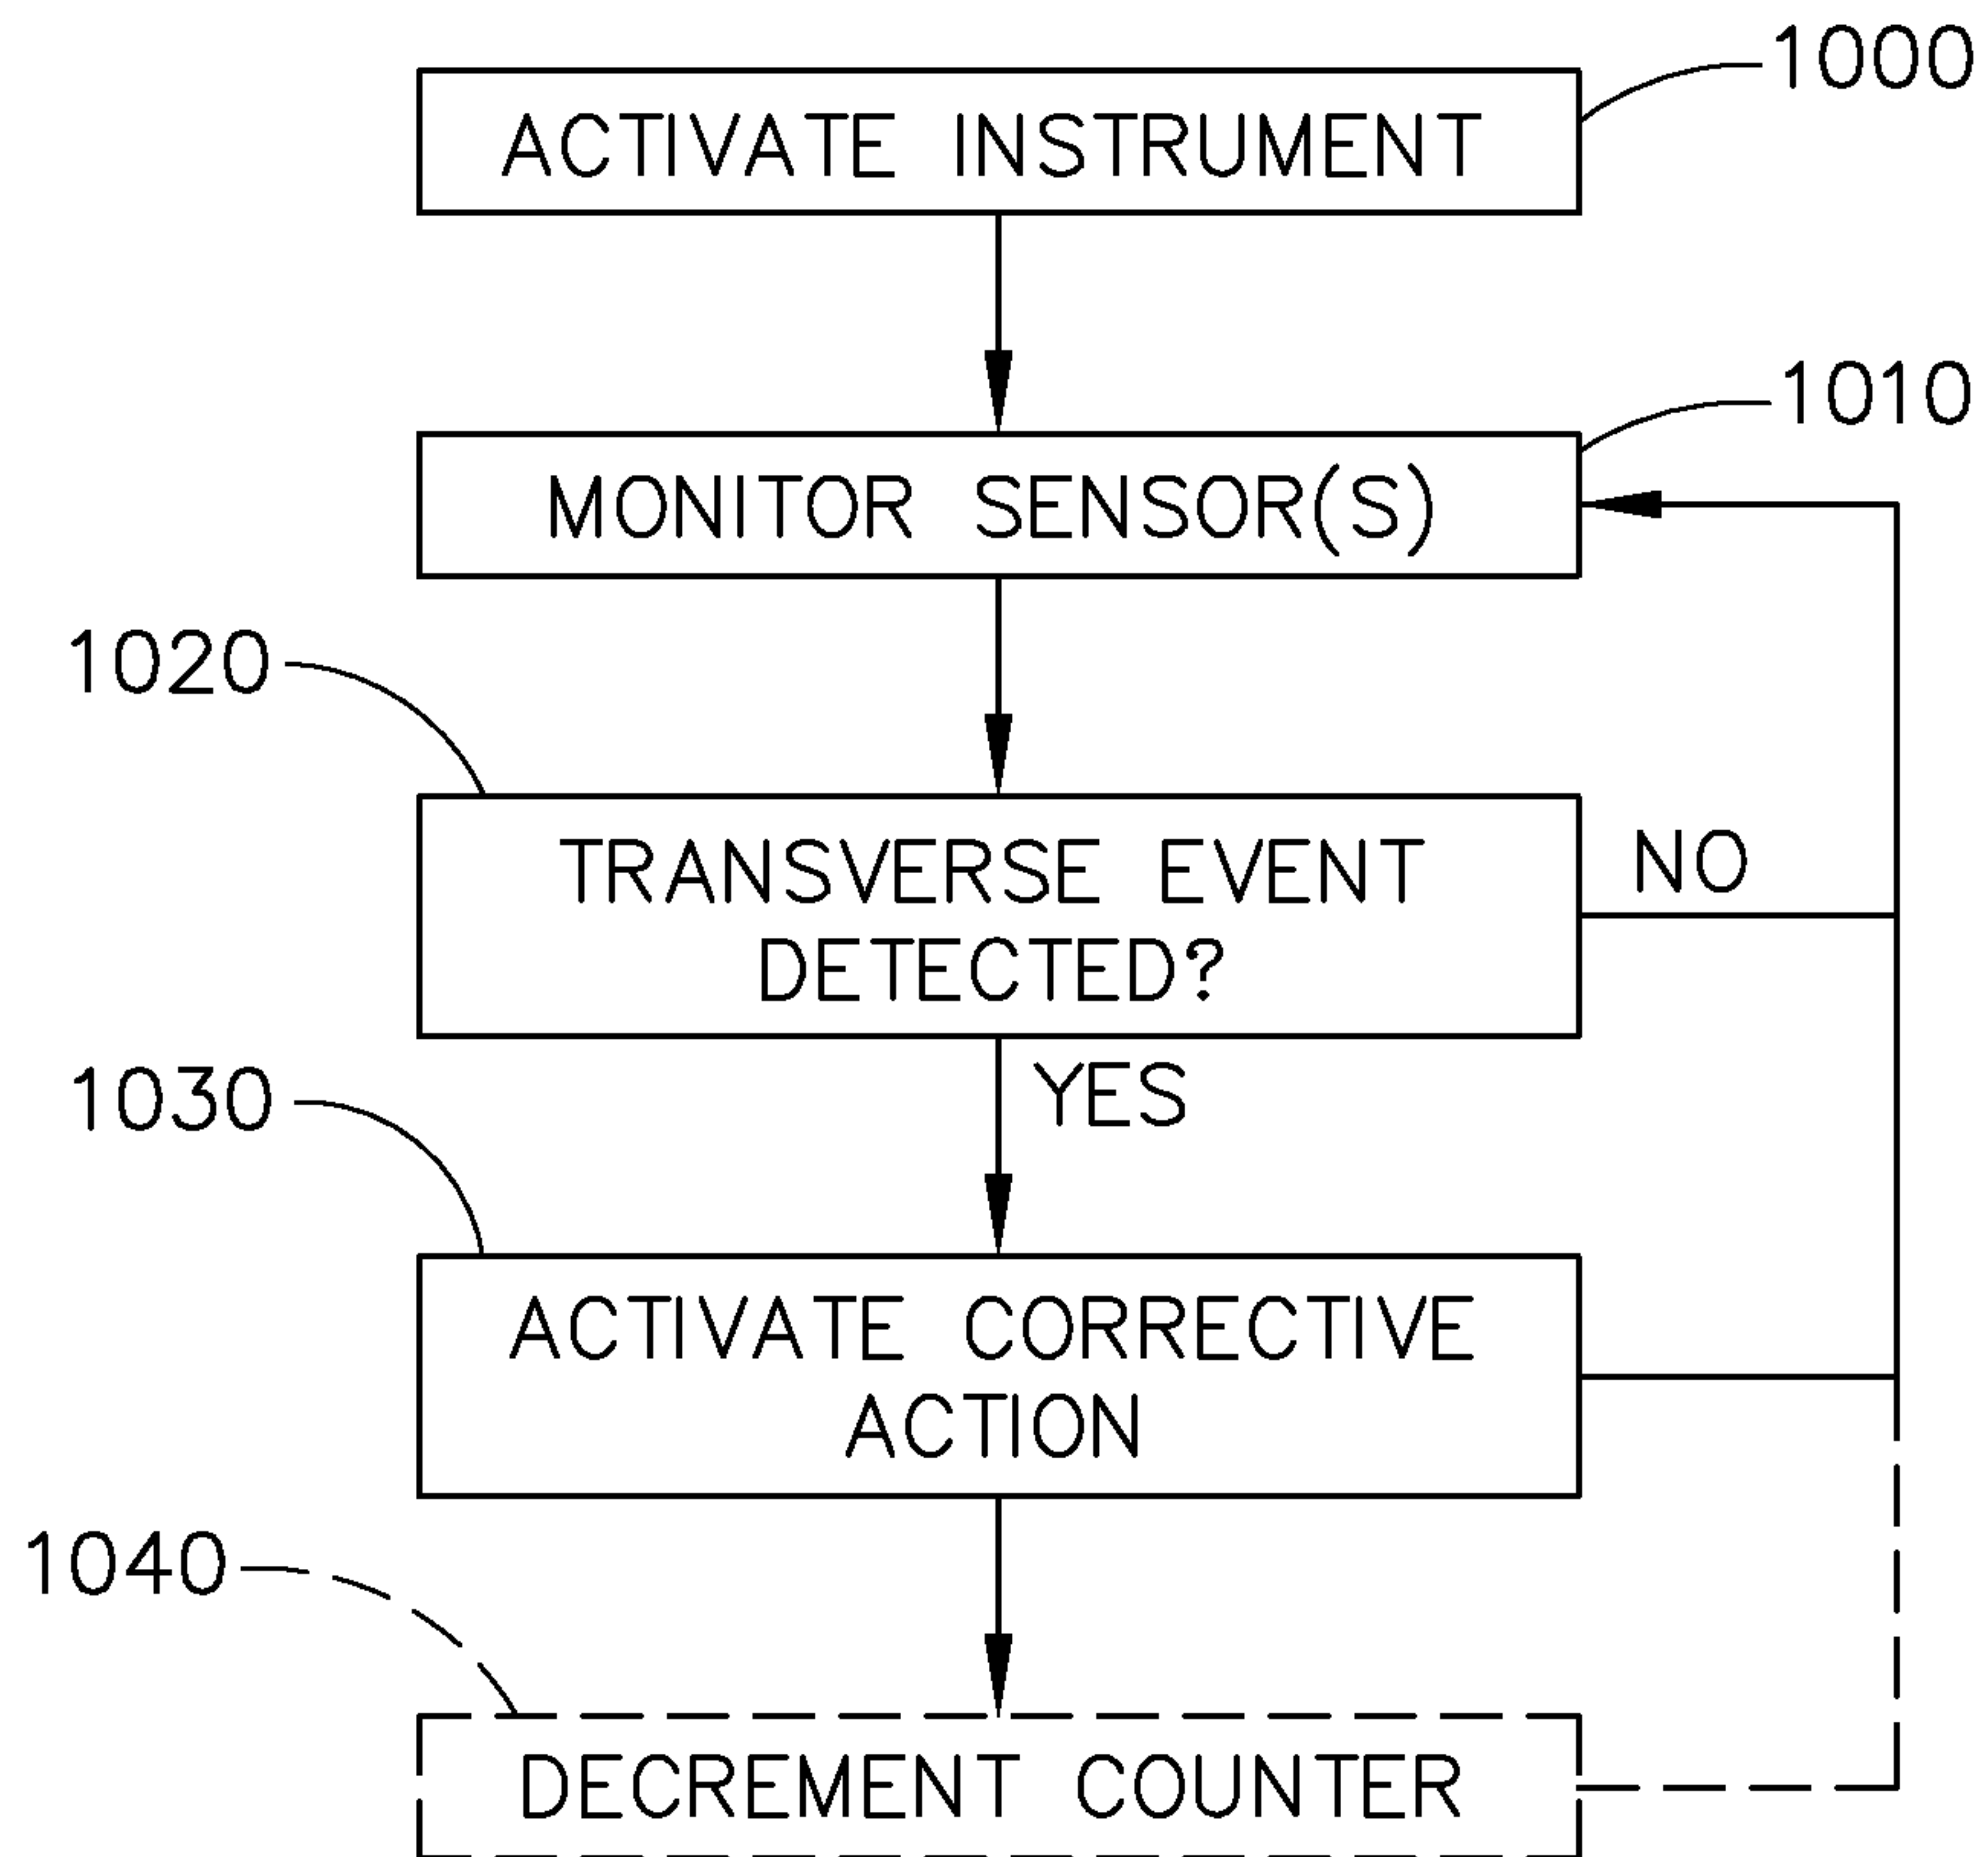 1000
ACTIVATE INSTRUMENT
1010
MONITOR SENSOR(S)
1020
TRANSVERSE EVENT
DETECTED?
NO
YES
1030
ACTIVATE CORRECTIVE
ACTION
1040
DECREMENT COUNTER